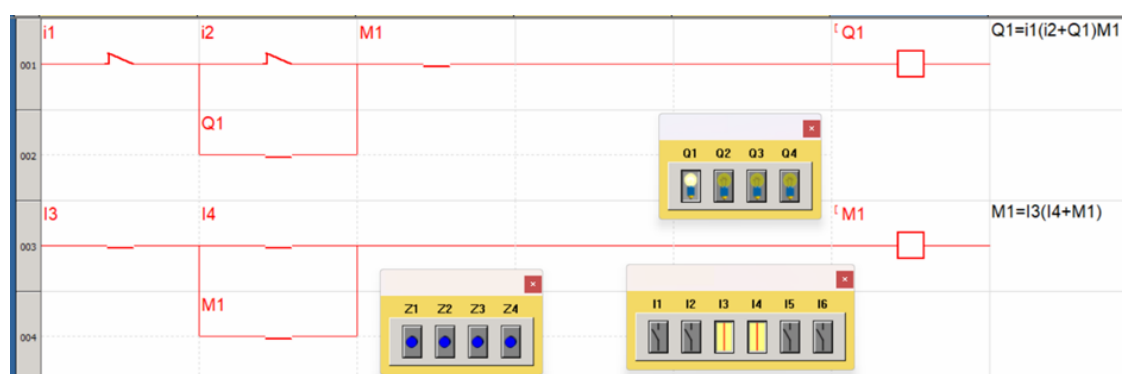 i1 i2 M1 [ Q1 Q1=i1(i2+Q1)M1
001
Q1
002
Q1 Q2 Q3 Q4
I3 I4 [ M1 M1=I3(I4+M1)
003
M1
004
Z1 Z2 Z3 Z4
I1 I2 I3 I4 I5 I6